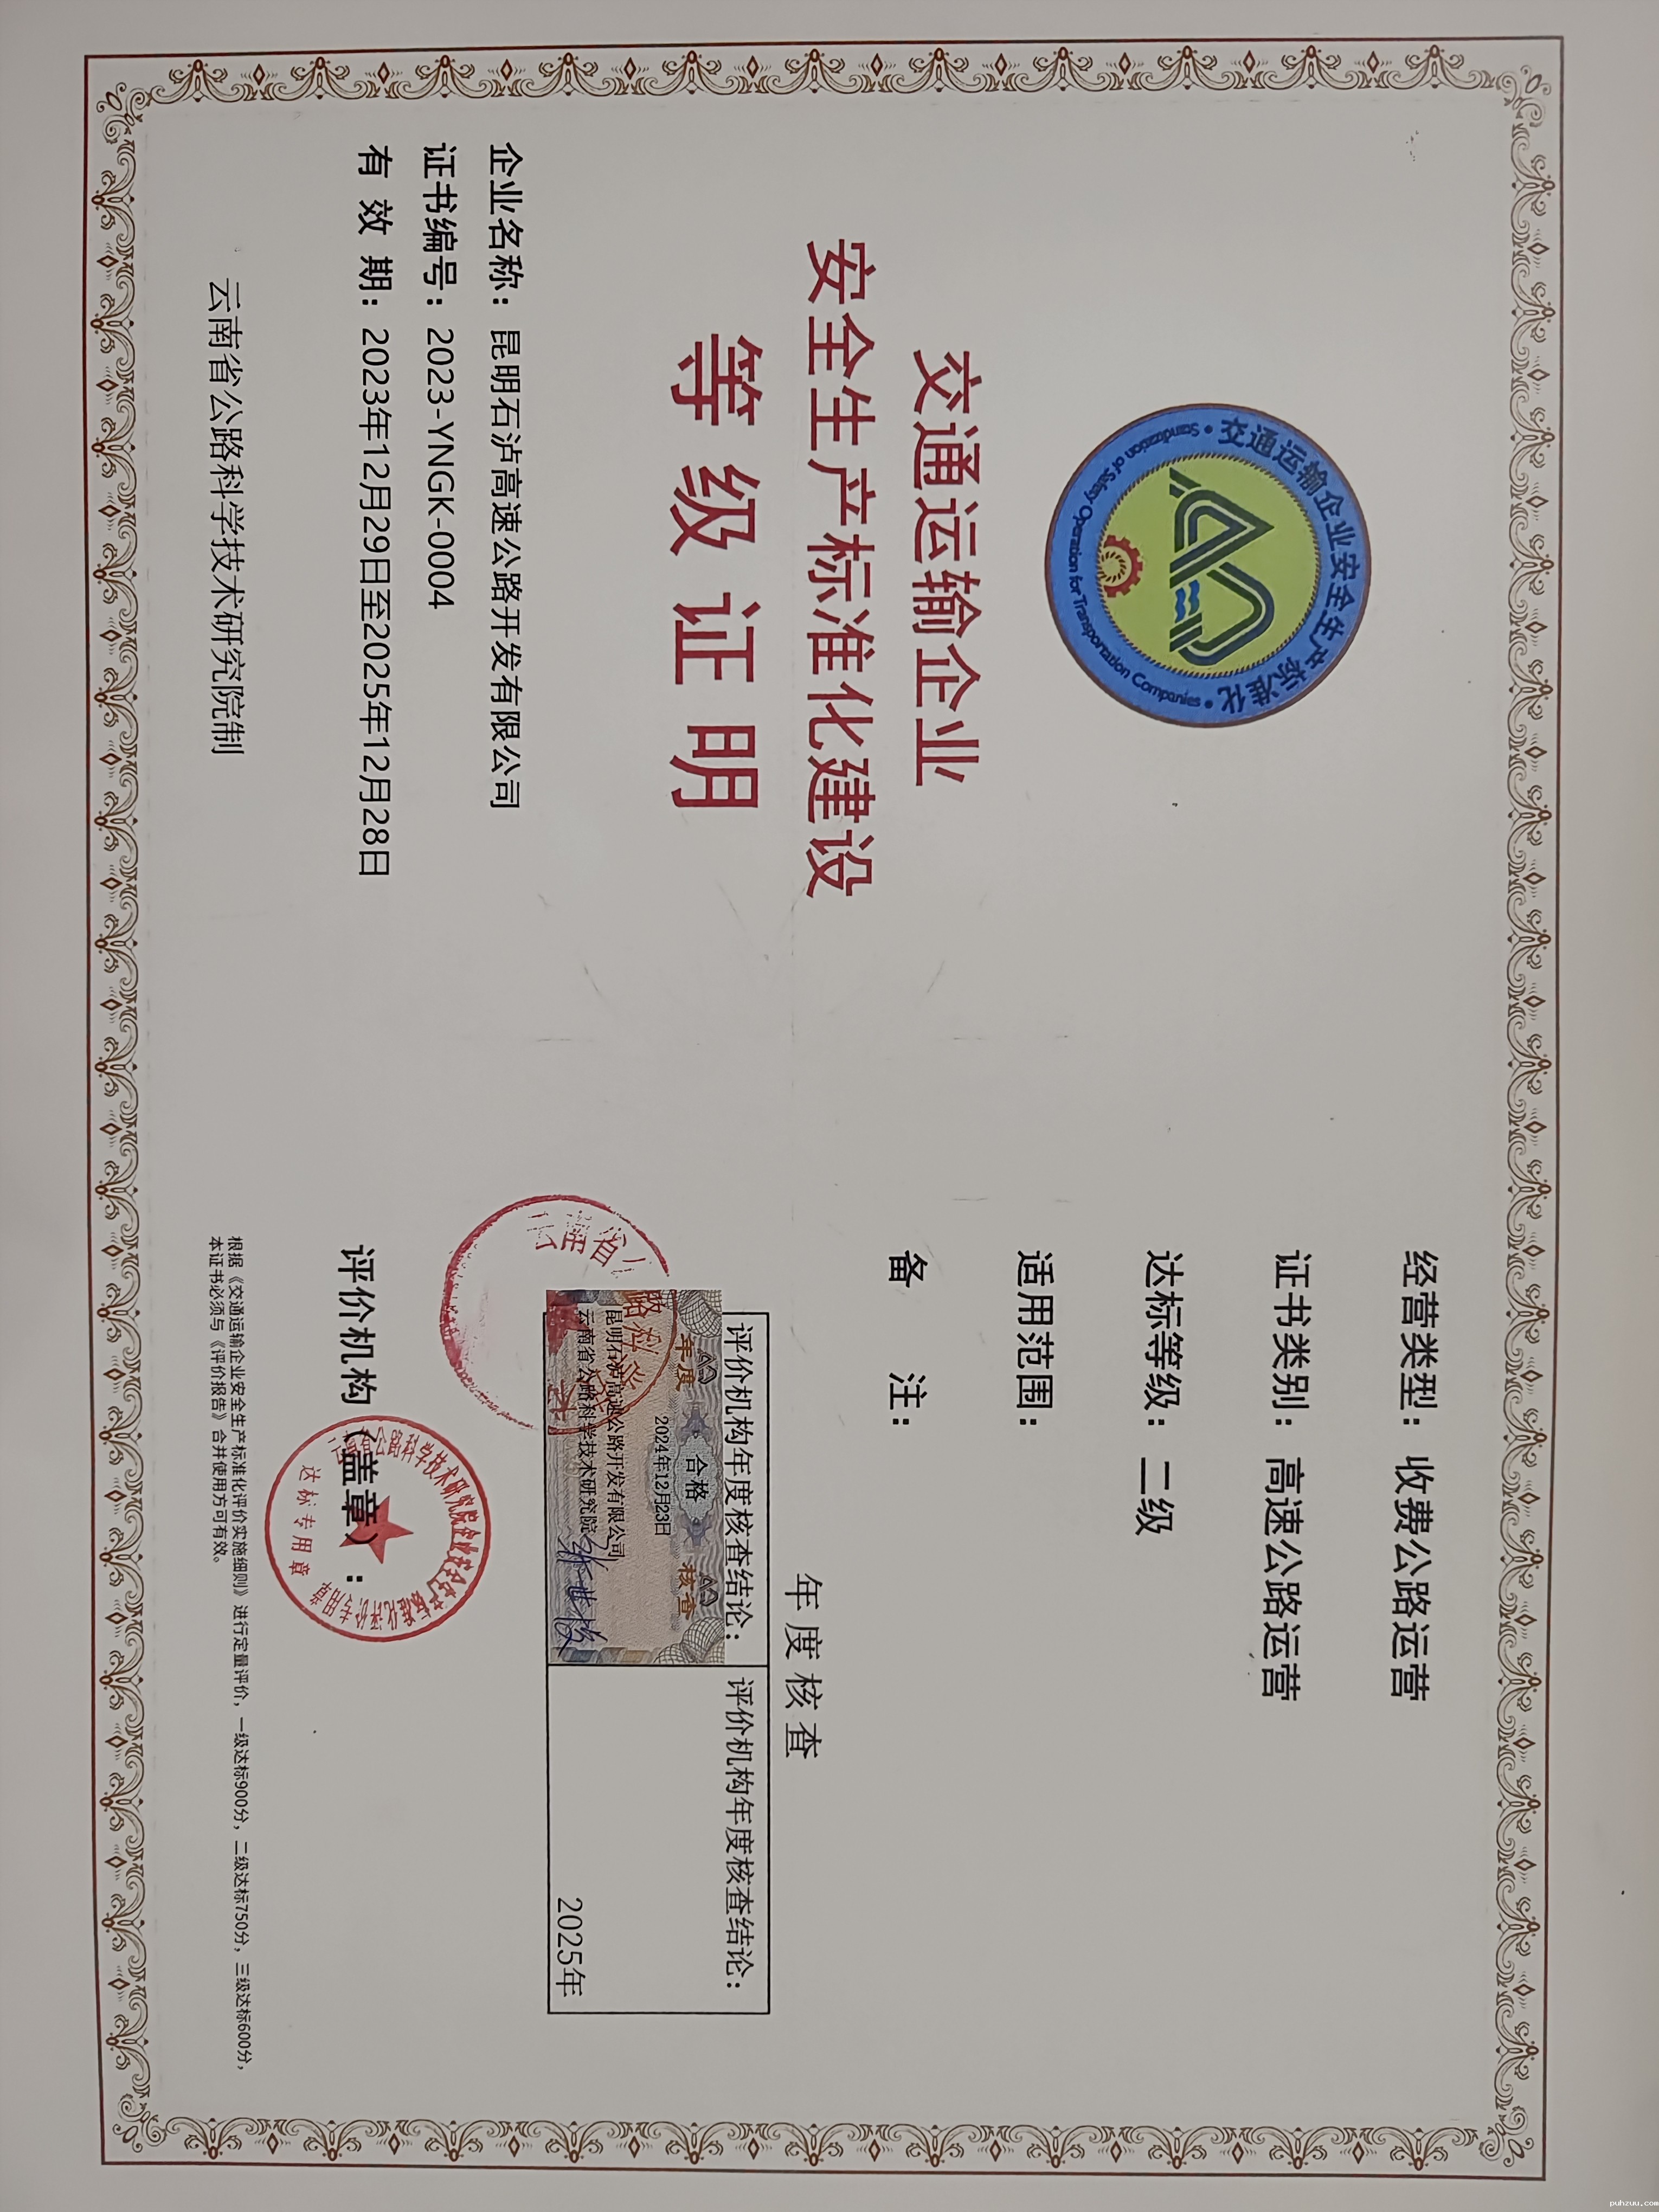 交通运输企业安全生产标准化
Standization of Safety Operation for Transportation Companies
交通运输企业
安全生产标准化建设
等级证明
企业名称：昆明石泸高速公路开发有限公司
证书编号：2023-YNGK-0004
有效期：2023年12月29日至2025年12月28日
云南省公路科学技术研究院制
经营类型：收费公路运营
证书类别：高速公路运营
达标等级：二级
适用范围：
备注：
年度核查
评价机构年度核查结论：
年度 合格 核查
2024年12月23日
昆明石泸高速公路开发有限公司
云南省公路科学技术研究院
评价机构年度核查结论：
2025年
评价机构（盖章）：
达标专用章
根据《交通运输企业安全生产标准化评价实施细则》进行定量评价，一级达标900分，二级达标750分，三级达标600分，
本证书必须与《评价报告》合并使用方可有效。
puhzuu.com